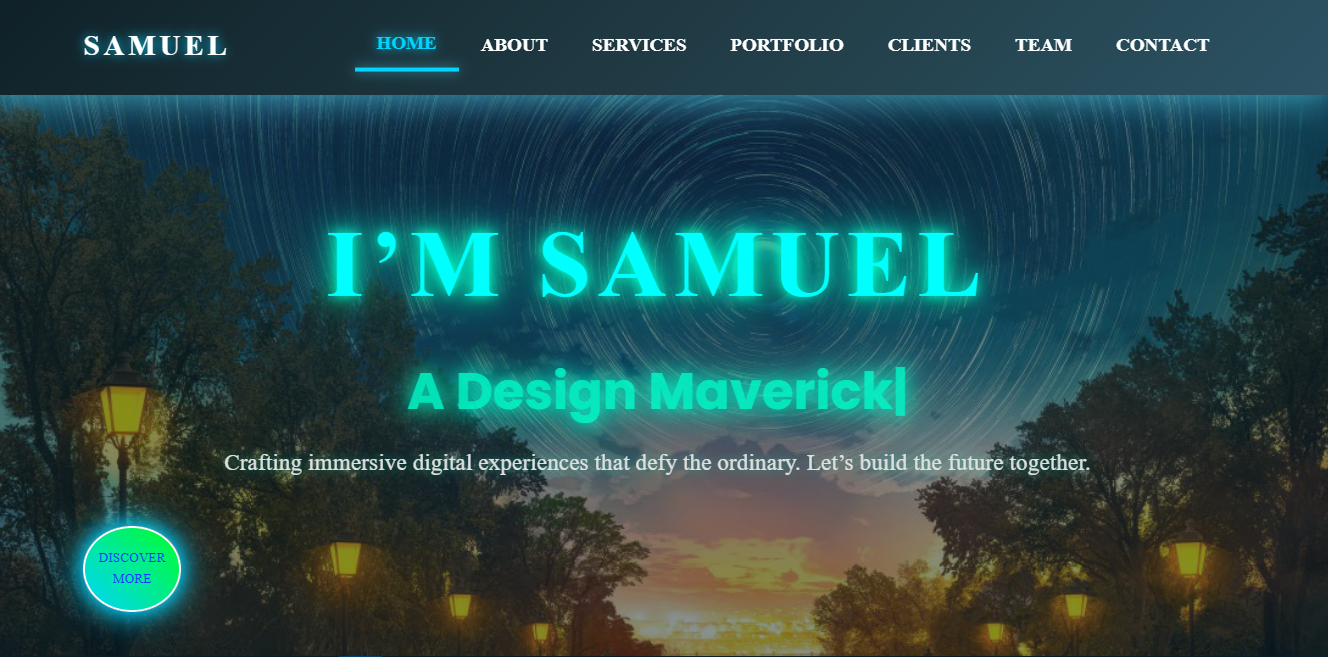 SAMUEL
HOME ABOUT SERVICES PORTFOLIO CLIENTS TEAM CONTACT
I’M SAMUEL
A Design Maverick|
Crafting immersive digital experiences that defy the ordinary. Let’s build the future together.
DISCOVER
MORE